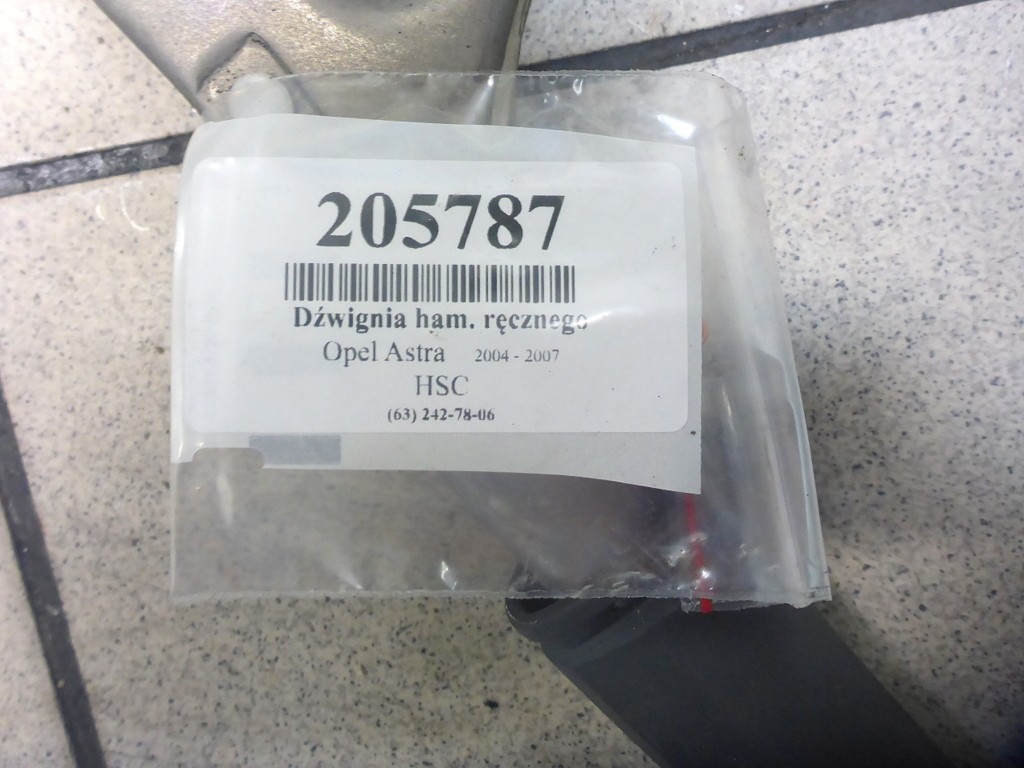 205787
Dźwignia ham. ręcznego
Opel Astra 2004 - 2007
HSC
(63) 242-78-06